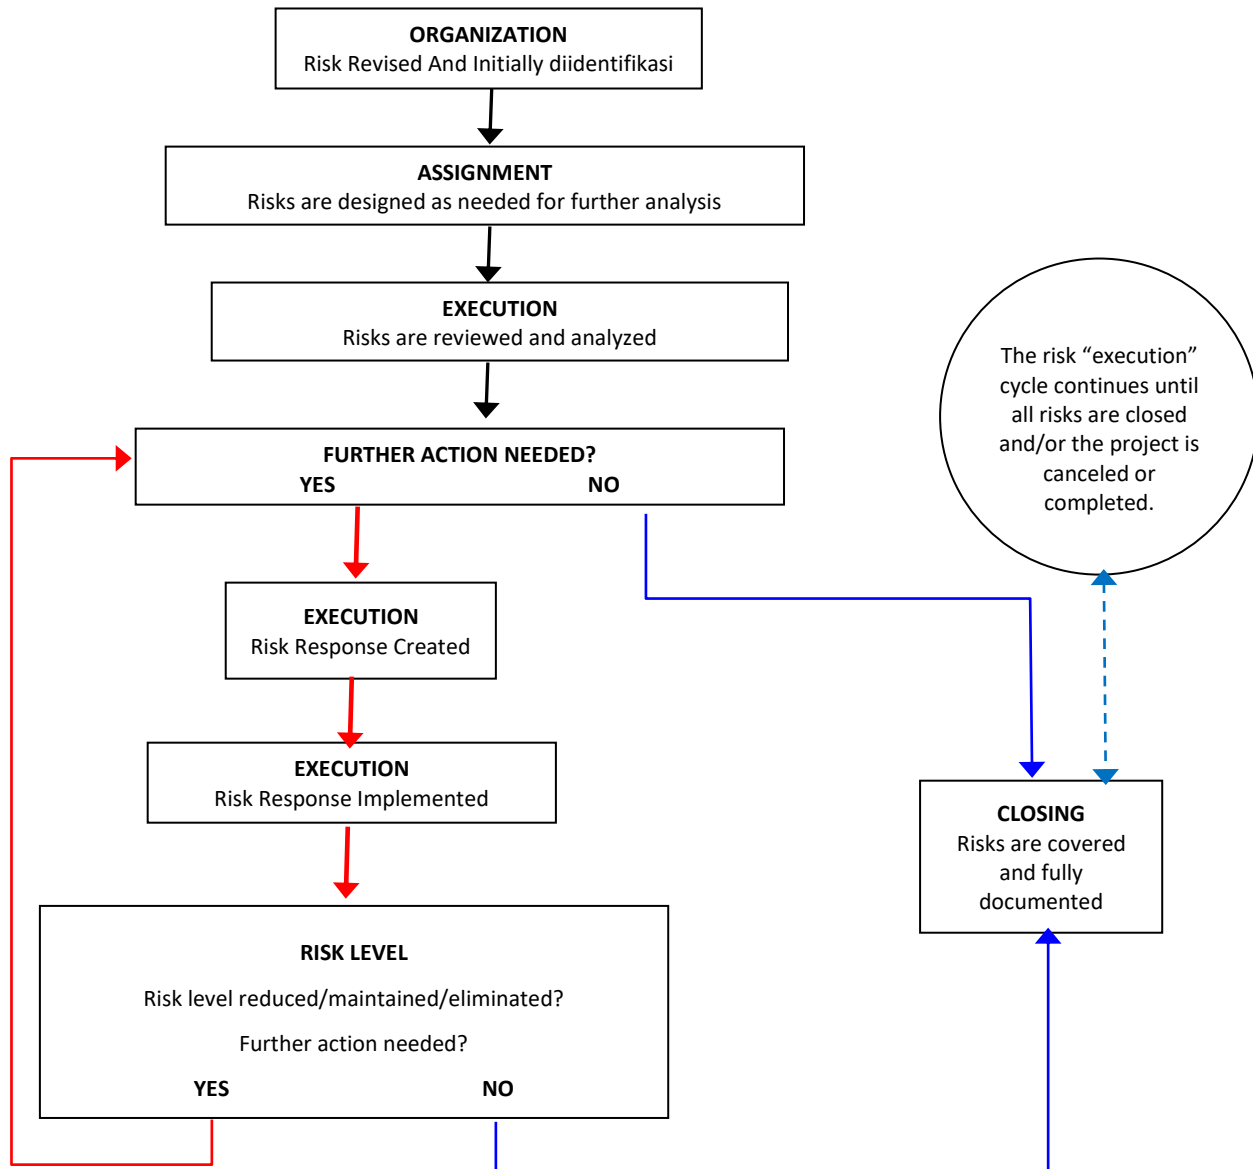 ORGANIZATION
Risk Revised And Initially diidentifikasi
ASSIGNMENT
Risks are designed as needed for further analysis
EXECUTION
Risks are reviewed and analyzed
FURTHER ACTION NEEDED?
YES NO
EXECUTION
Risk Response Created
EXECUTION
Risk Response Implemented
RISK LEVEL
Risk level reduced/maintained/eliminated?
Further action needed?
YES NO
The risk “execution”
cycle continues until
all risks are closed
and/or the project is
canceled or
completed.
CLOSING
Risks are covered
and fully
documented